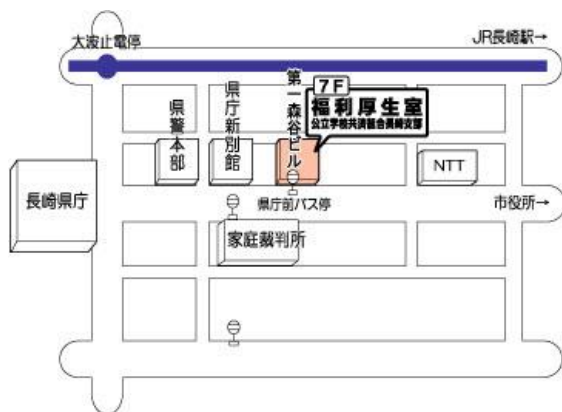 大波止電停
JR長崎駅→
7F
福利厚生室
公立学校共済組合長崎支部
県警本部
県庁新別館
第一森谷ビル
NTT
長崎県庁
県庁前バス停
市役所→
家庭裁判所